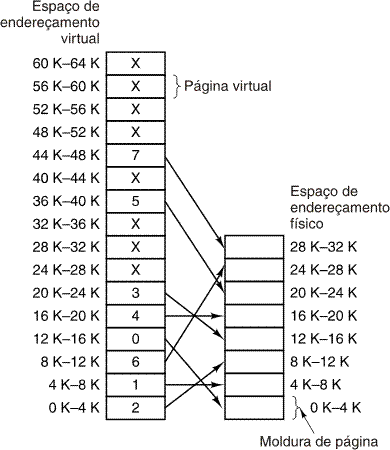 Espaço de
endereçamento
virtual
60 K–64 K X
56 K–60 K X Página virtual
52 K–56 K X
48 K–52 K X
44 K–48 K 7
40 K–44 K X
36 K–40 K 5
32 K–36 K X
28 K–32 K X
24 K–28 K X
20 K–24 K 3
16 K–20 K 4
12 K–16 K 0
8 K–12 K 6
4 K–8 K 1
0 K–4 K 2
Espaço de
endereçamento
físico
28 K–32 K
24 K–28 K
20 K–24 K
16 K–20 K
12 K–16 K
8 K–12 K
4 K–8 K
0 K–4 K
Moldura de página